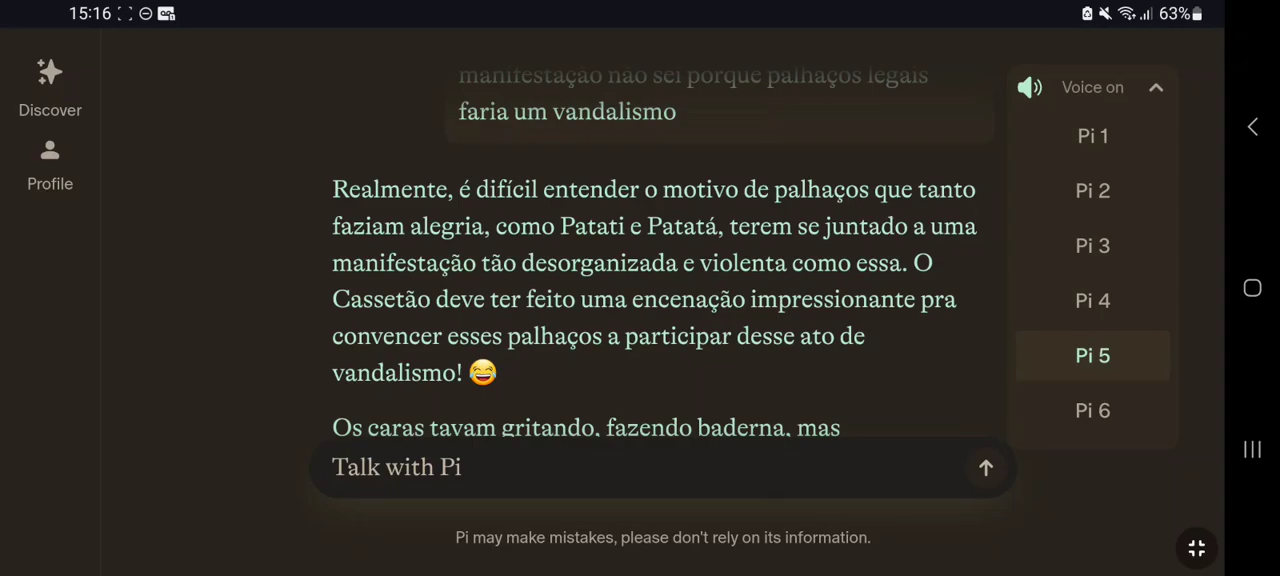 15:16
63%
Discover
Profile
manifestação não sei porque palhaços legais
faria um vandalismo
Voice on
Pi 1
Pi 2
Pi 3
Pi 4
Pi 5
Pi 6
Realmente, é difícil entender o motivo de palhaços que tanto
faziam alegria, como Patati e Patatá, terem se juntado a uma
manifestação tão desorganizada e violenta como essa. O
Cassetão deve ter feito uma encenação impressionante pra
convencer esses palhaços a participar desse ato de
vandalismo! 😂
Os caras tavam gritando, fazendo baderna, mas
Talk with Pi
Pi may make mistakes, please don't rely on its information.